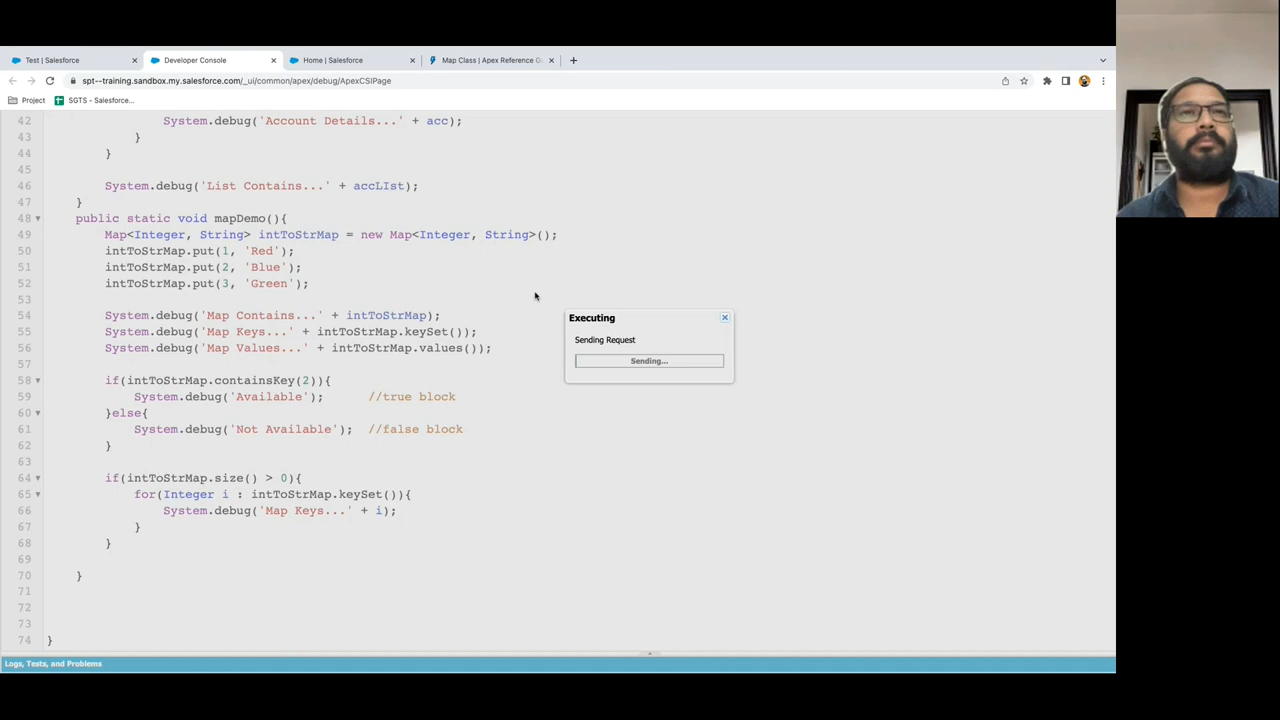 Test | Salesforce
Developer Console
Home | Salesforce
Map Class | Apex Reference G
spt--training.sandbox.my.salesforce.com/_ui/common/apex/debug/ApexCSIPage
Project
SGTS - Salesforce...
42 System.debug('Account Details...' + acc);
43 }
44 }
45
46 System.debug('List Contains...' + accLIst);
47 }
48 public static void mapDemo(){
49 Map<Integer, String> intToStrMap = new Map<Integer, String>();
50 intToStrMap.put(1, 'Red');
51 intToStrMap.put(2, 'Blue');
52 intToStrMap.put(3, 'Green');
53
54 System.debug('Map Contains...' + intToStrMap);
55 System.debug('Map Keys...' + intToStrMap.keySet());
56 System.debug('Map Values...' + intToStrMap.values());
57
58 if(intToStrMap.containsKey(2)){
59 System.debug('Available'); //true block
60 }else{
61 System.debug('Not Available'); //false block
62 }
63
64 if(intToStrMap.size() > 0){
65 for(Integer i : intToStrMap.keySet()){
66 System.debug('Map Keys...' + i);
67 }
68 }
69
70 }
71
72
73
74 }
Executing
Sending Request
Sending...
Logs, Tests, and Problems